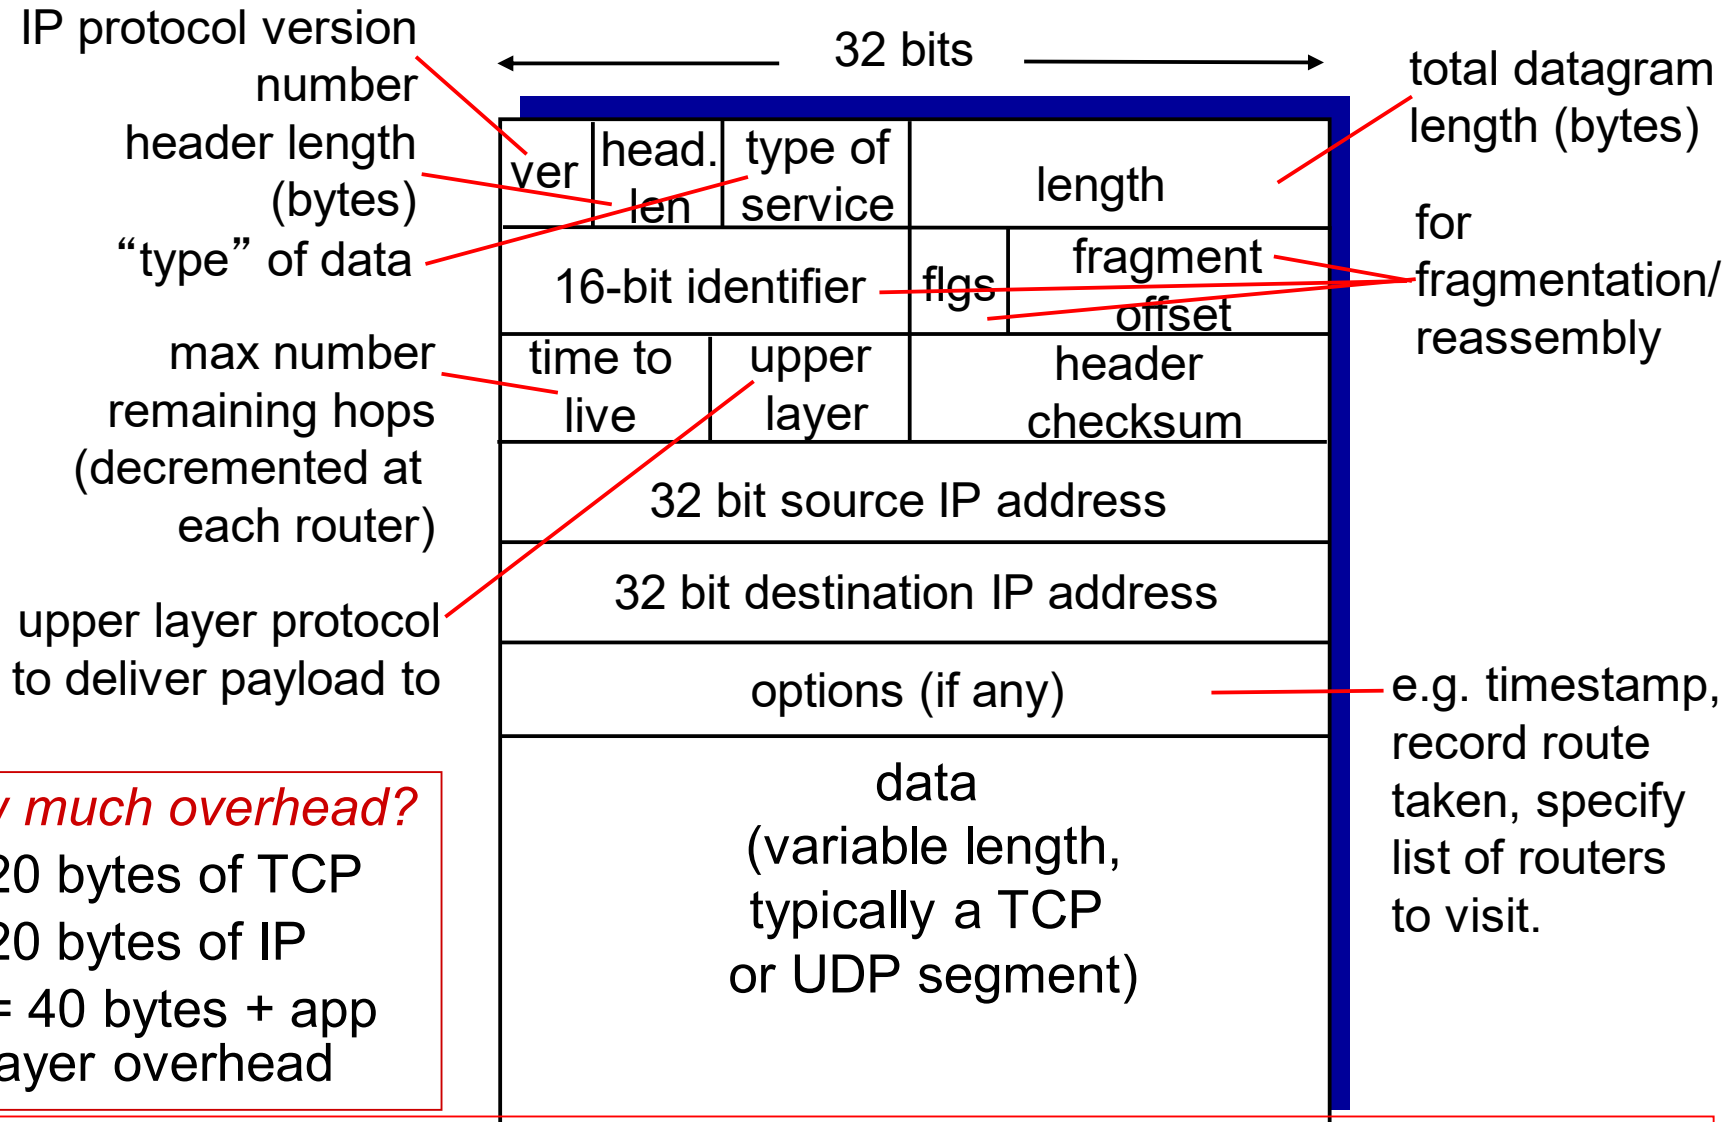 IP protocol version
number
header length
(bytes)
“type” of data
max number
remaining hops
(decremented at
each router)
upper layer protocol
to deliver payload to
32 bits
ver
head.
len
type of
service
length
16-bit identifier
flgs
fragment
offset
time to
live
upper
layer
header
checksum
32 bit source IP address
32 bit destination IP address
options (if any)
data
(variable length,
typically a TCP
or UDP segment)
total datagram
length (bytes)
for
fragmentation/
reassembly
e.g. timestamp,
record route
taken, specify
list of routers
to visit.
much overhead?
20 bytes of TCP
20 bytes of IP
= 40 bytes + app
ayer overhead